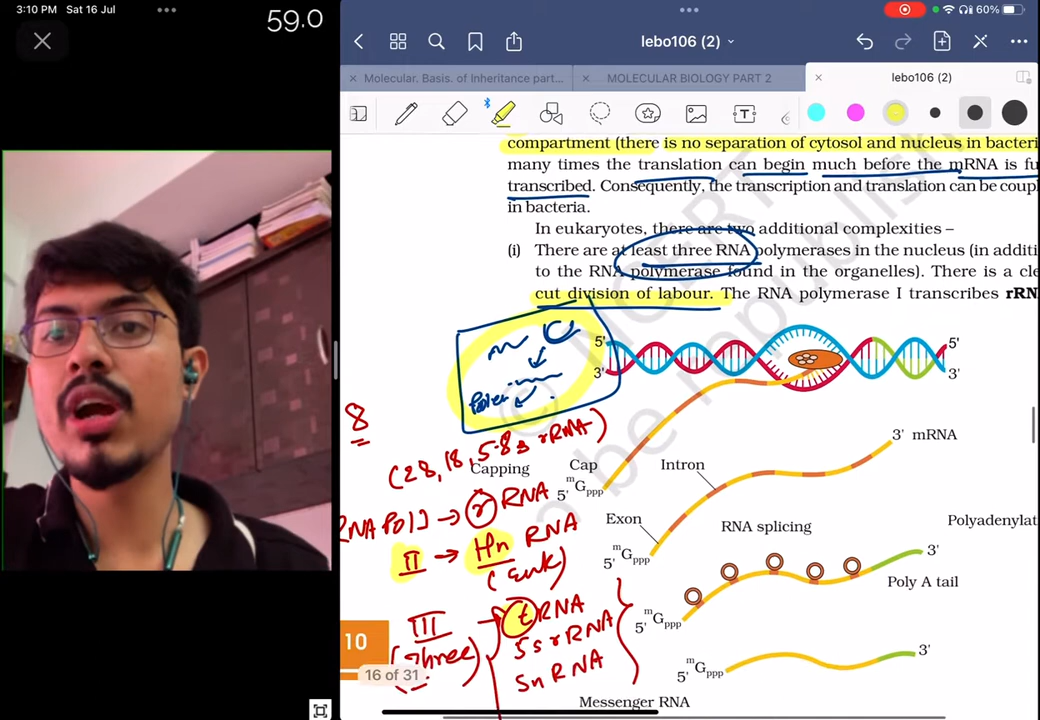 3:10 PM Sat 16 Jul
59.0
60%
lebo106 (2)
Molecular. Basis. of Inheritance part...
MOLECULAR BIOLOGY PART 2
lebo106 (2)
compartment (there is no separation of cytosol and nucleus in bacteri
many times the translation can begin much before the mRNA is fu
transcribed. Consequently, the transcription and translation can be coupl
in bacteria.
In eukaryotes, there are two additional complexities –
(i) There are at least three RNA polymerases in the nucleus (in additi
to the RNA polymerase found in the organelles). There is a cle
cut division of labour. The RNA polymerase I transcribes rRN
5' 5'
3' 3'
8
(28, 18, 5.8s rRNA)
Capping Cap
5' mGppp
3' mRNA
Intron
RNA Pol I → r RNA
Exon
5' mGppp
RNA splicing
Polyadenylat
II → Hn RNA
(Euk)
3'
Poly A tail
5' mGppp
III → tRNA
(Three) 5s rRNA
Sn RNA
3'
5' mGppp
10
16 of 31
Messenger RNA
© NCERT
be republish